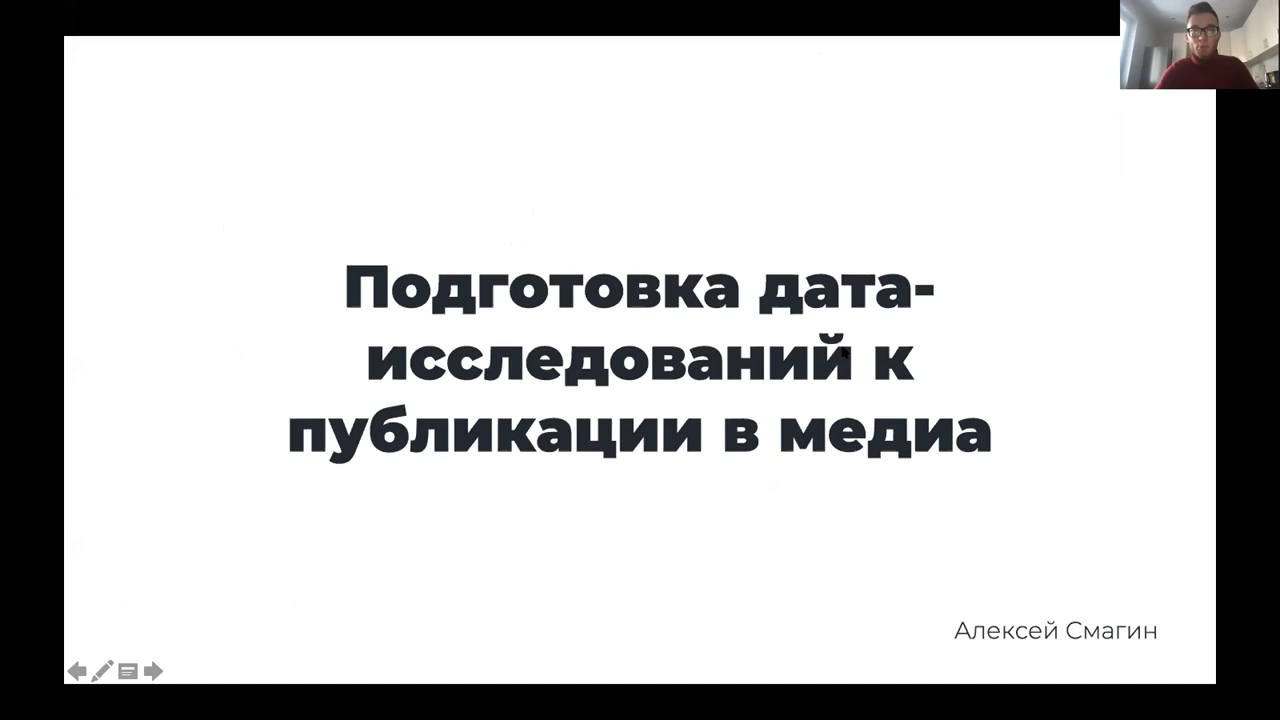 Подготовка дата-
исследований к
публикации в медиа
Алексей Смагин